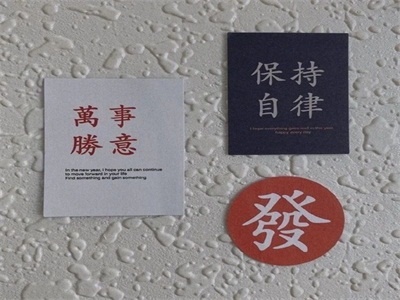 萬事
勝意
In the new year, I hope you all can continue
to move forward in your life
Find something and gain something
保持
自律
發